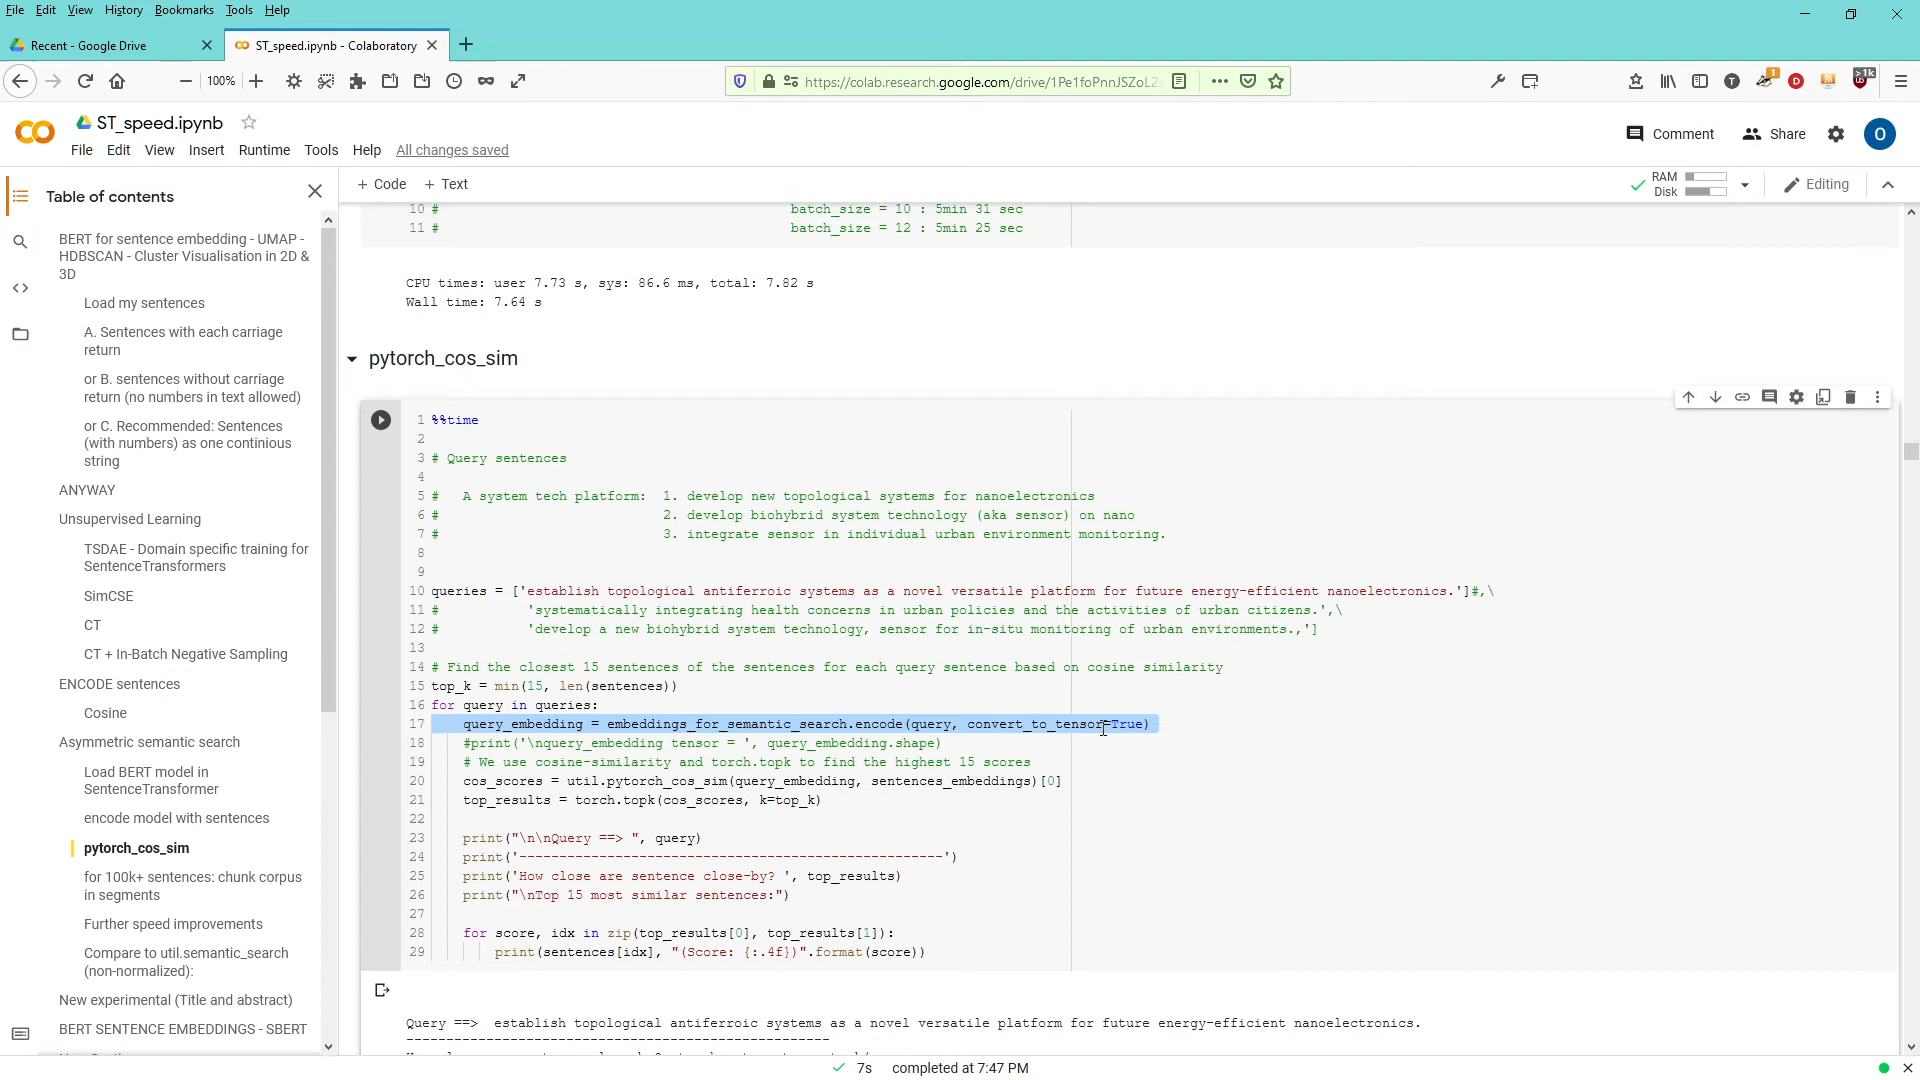 File Edit View History Bookmarks Tools Help
Recent - Google Drive
ST_speed.ipynb - Colaboratory
100%
https://colab.research.google.com/drive/1Pe1foPnnJSZoL2
>1k
1
ST_speed.ipynb
Comment
Share
O
File Edit View Insert Runtime Tools Help All changes saved
+ Code + Text
RAM
Disk
Editing
Table of contents
BERT for sentence embedding - UMAP -
HDBSCAN - Cluster Visualisation in 2D &
3D
Load my sentences
A. Sentences with each carriage
return
or B. sentences without carriage
return (no numbers in text allowed)
or C. Recommended: Sentences
(with numbers) as one continious
string
ANYWAY
Unsupervised Learning
TSDAE - Domain specific training for
SentenceTransformers
SimCSE
CT
CT + In-Batch Negative Sampling
ENCODE sentences
Cosine
Asymmetric semantic search
Load BERT model in
SentenceTransformer
encode model with sentences
pytorch_cos_sim
for 100k+ sentences: chunk corpus
in segments
Further speed improvements
Compare to util.semantic_search
(non-normalized):
New experimental (Title and abstract)
BERT SENTENCE EMBEDDINGS - SBERT
10 # batch_size = 10 : 5min 31 sec
11 # batch_size = 12 : 5min 25 sec
CPU times: user 7.73 s, sys: 86.6 ms, total: 7.82 s
Wall time: 7.64 s
pytorch_cos_sim
1 %%time
2
3 # Query sentences
4
5 # A system tech platform: 1. develop new topological systems for nanoelectronics
6 # 2. develop biohybrid system technology (aka sensor) on nano
7 # 3. integrate sensor in individual urban environment monitoring.
8
9
10 queries = ['establish topological antiferroic systems as a novel versatile platform for future energy-efficient nanoelectronics.']#,\
11 # 'systematically integrating health concerns in urban policies and the activities of urban citizens.',\
12 # 'develop a new biohybrid system technology, sensor for in-situ monitoring of urban environments.,']
13
14 # Find the closest 15 sentences of the sentences for each query sentence based on cosine similarity
15 top_k = min(15, len(sentences))
16 for query in queries:
17 query_embedding = embeddings_for_semantic_search.encode(query, convert_to_tensor=True)
18 #print('\nquery_embedding tensor = ', query_embedding.shape)
19 # We use cosine-similarity and torch.topk to find the highest 15 scores
20 cos_scores = util.pytorch_cos_sim(query_embedding, sentences_embeddings)[0]
21 top_results = torch.topk(cos_scores, k=top_k)
22
23 print("\n\nQuery ==> ", query)
24 print('-----------------------------------------------------')
25 print('How close are sentence close-by? ', top_results)
26 print("\nTop 15 most similar sentences:")
27
28 for score, idx in zip(top_results[0], top_results[1]):
29 print(sentences[idx], "(Score: {:.4f})".format(score))
Query ==> establish topological antiferroic systems as a novel versatile platform for future energy-efficient nanoelectronics.
-----------------------------------------------------
7s completed at 7:47 PM